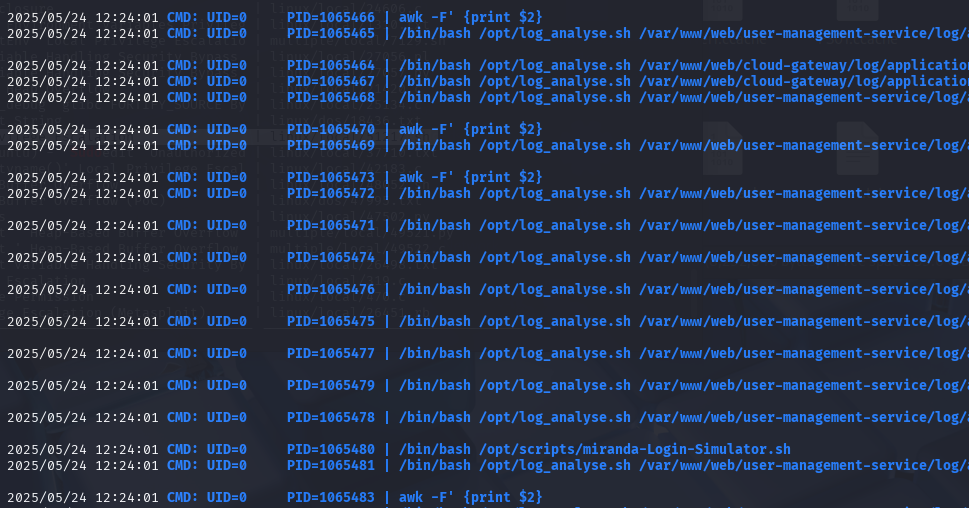 2025/05/24 12:24:01 CMD: UID=0     PID=1065466 | awk -F' {print $2}
2025/05/24 12:24:01 CMD: UID=0     PID=1065465 | /bin/bash /opt/log_analyse.sh /var/www/web/user-management-service/log/a
2025/05/24 12:24:01 CMD: UID=0     PID=1065464 | /bin/bash /opt/log_analyse.sh /var/www/web/cloud-gateway/log/application
2025/05/24 12:24:01 CMD: UID=0     PID=1065467 | /bin/bash /opt/log_analyse.sh /var/www/web/cloud-gateway/log/application
2025/05/24 12:24:01 CMD: UID=0     PID=1065468 | /bin/bash /opt/log_analyse.sh /var/www/web/user-management-service/log/a
2025/05/24 12:24:01 CMD: UID=0     PID=1065470 | awk -F' {print $2}
2025/05/24 12:24:01 CMD: UID=0     PID=1065469 | /bin/bash /opt/log_analyse.sh /var/www/web/user-management-service/log/a
2025/05/24 12:24:01 CMD: UID=0     PID=1065473 | awk -F' {print $2}
2025/05/24 12:24:01 CMD: UID=0     PID=1065472 | /bin/bash /opt/log_analyse.sh /var/www/web/user-management-service/log/a
2025/05/24 12:24:01 CMD: UID=0     PID=1065471 | /bin/bash /opt/log_analyse.sh /var/www/web/user-management-service/log/a
2025/05/24 12:24:01 CMD: UID=0     PID=1065474 | /bin/bash /opt/log_analyse.sh /var/www/web/user-management-service/log/a
2025/05/24 12:24:01 CMD: UID=0     PID=1065476 | /bin/bash /opt/log_analyse.sh /var/www/web/user-management-service/log/a
2025/05/24 12:24:01 CMD: UID=0     PID=1065475 | /bin/bash /opt/log_analyse.sh /var/www/web/user-management-service/log/a
2025/05/24 12:24:01 CMD: UID=0     PID=1065477 | /bin/bash /opt/log_analyse.sh /var/www/web/user-management-service/log/a
2025/05/24 12:24:01 CMD: UID=0     PID=1065479 | /bin/bash /opt/log_analyse.sh /var/www/web/user-management-service/log/a
2025/05/24 12:24:01 CMD: UID=0     PID=1065478 | /bin/bash /opt/log_analyse.sh /var/www/web/user-management-service/log/a
2025/05/24 12:24:01 CMD: UID=0     PID=1065480 | /bin/bash /opt/scripts/miranda-Login-Simulator.sh
2025/05/24 12:24:01 CMD: UID=0     PID=1065481 | /bin/bash /opt/log_analyse.sh /var/www/web/user-management-service/log/a
2025/05/24 12:24:01 CMD: UID=0     PID=1065483 | awk -F' {print $2}